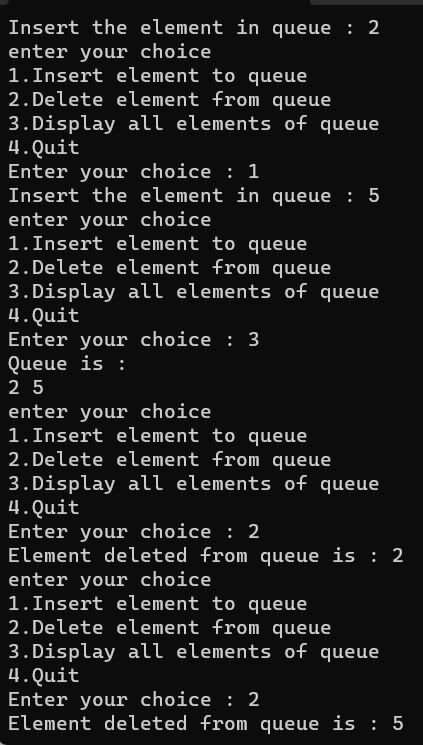 Insert the element in queue : 2
enter your choice
1.Insert element to queue
2.Delete element from queue
3.Display all elements of queue
4.Quit
Enter your choice : 1
Insert the element in queue : 5
enter your choice
1.Insert element to queue
2.Delete element from queue
3.Display all elements of queue
4.Quit
Enter your choice : 3
Queue is :
2 5
enter your choice
1.Insert element to queue
2.Delete element from queue
3.Display all elements of queue
4.Quit
Enter your choice : 2
Element deleted from queue is : 2
enter your choice
1.Insert element to queue
2.Delete element from queue
3.Display all elements of queue
4.Quit
Enter your choice : 2
Element deleted from queue is : 5